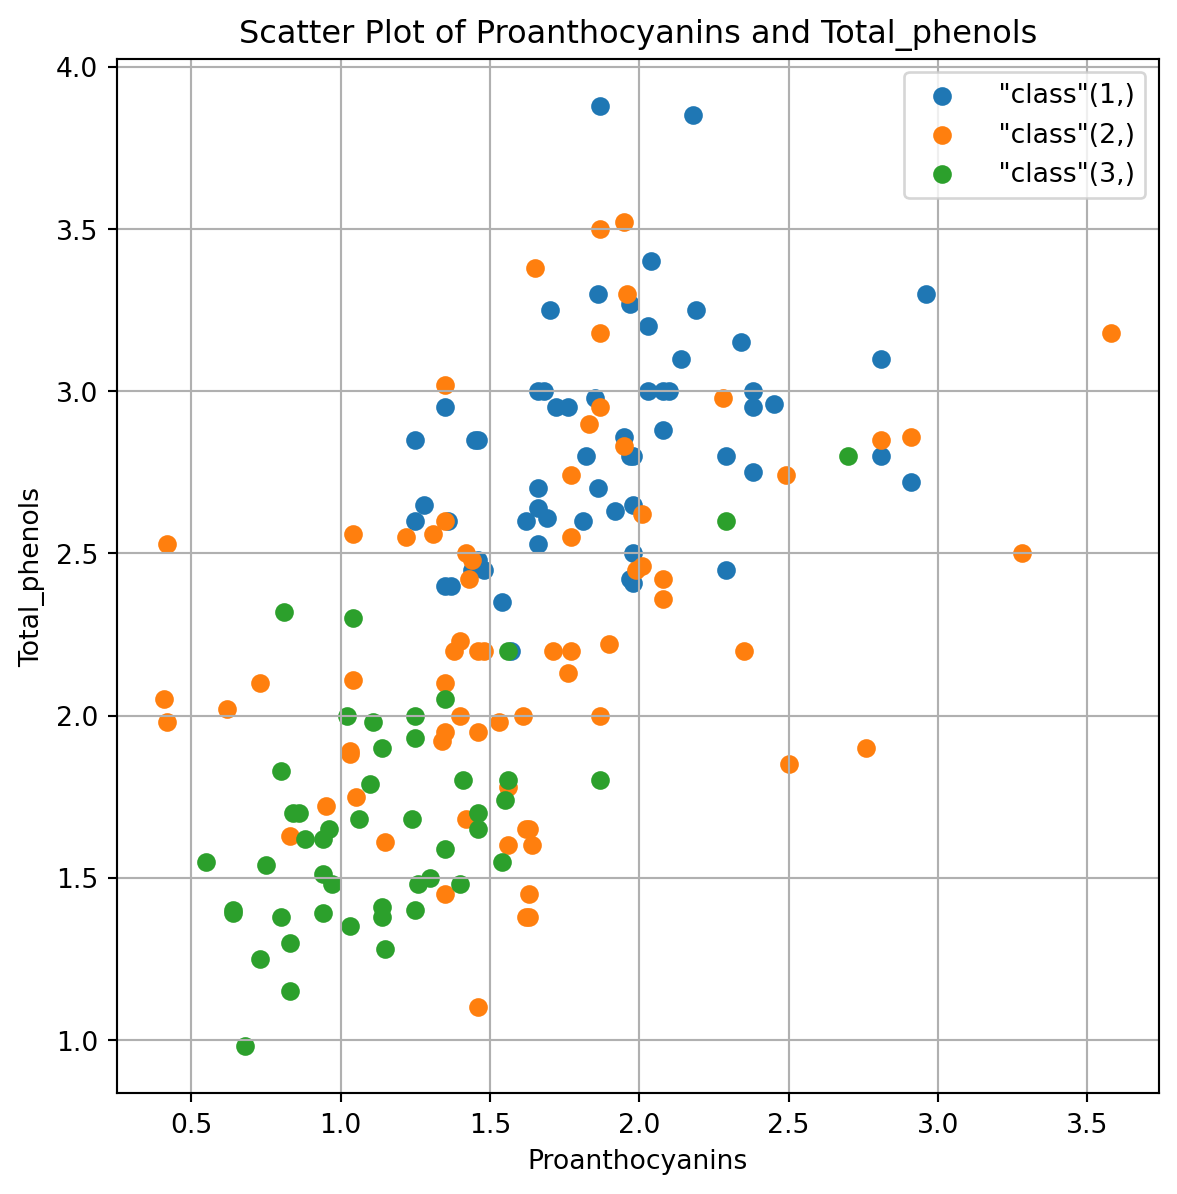 Scatter Plot of Proanthocyanins and Total_phenols
"class"(1,)
"class"(2,)
"class"(3,)
4.0
3.5
3.0
2.5
2.0
1.5
1.0
Total_phenols
0.5 1.0 1.5 2.0 2.5 3.0 3.5
Proanthocyanins